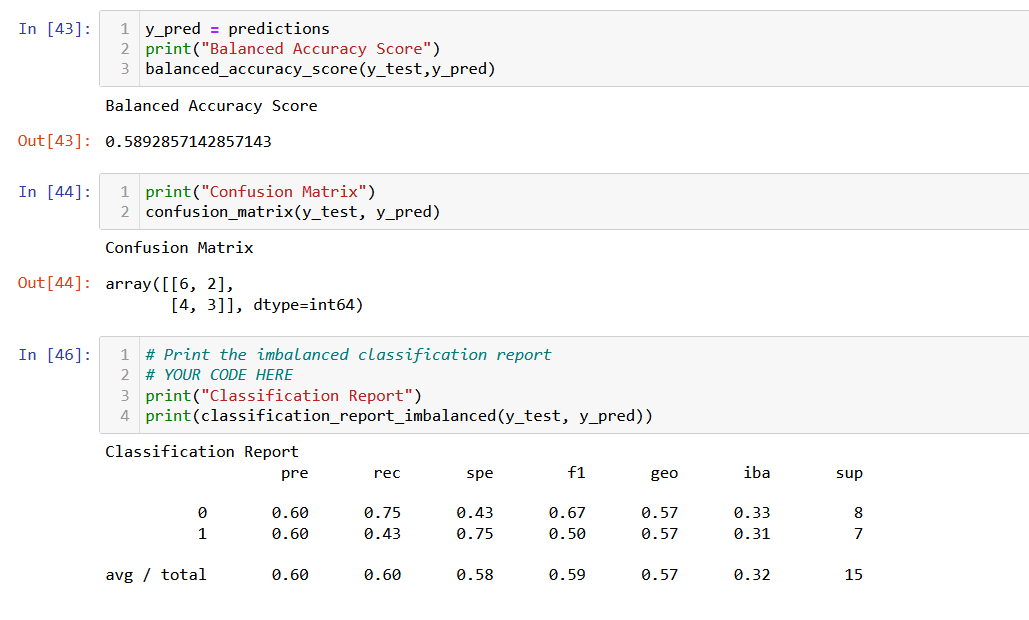 In [43]: 1 y_pred = predictions
2 print("Balanced Accuracy Score")
3 balanced_accuracy_score(y_test,y_pred)
Balanced Accuracy Score
Out[43]: 0.5892857142857143
In [44]: 1 print("Confusion Matrix")
2 confusion_matrix(y_test, y_pred)
Confusion Matrix
Out[44]: array([[6, 2],
[4, 3]], dtype=int64)
In [46]: 1 # Print the imbalanced classification report
2 # YOUR CODE HERE
3 print("Classification Report")
4 print(classification_report_imbalanced(y_test, y_pred))
Classification Report
pre rec spe f1 geo iba sup
0 0.60 0.75 0.43 0.67 0.57 0.33 8
1 0.60 0.43 0.75 0.50 0.57 0.31 7
avg / total 0.60 0.60 0.58 0.59 0.57 0.32 15